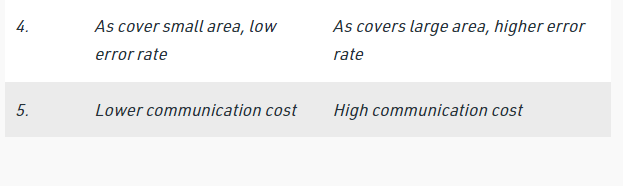 4. As cover small area, low As covers large area, higher error
error rate rate
5. Lower communication cost High communication cost